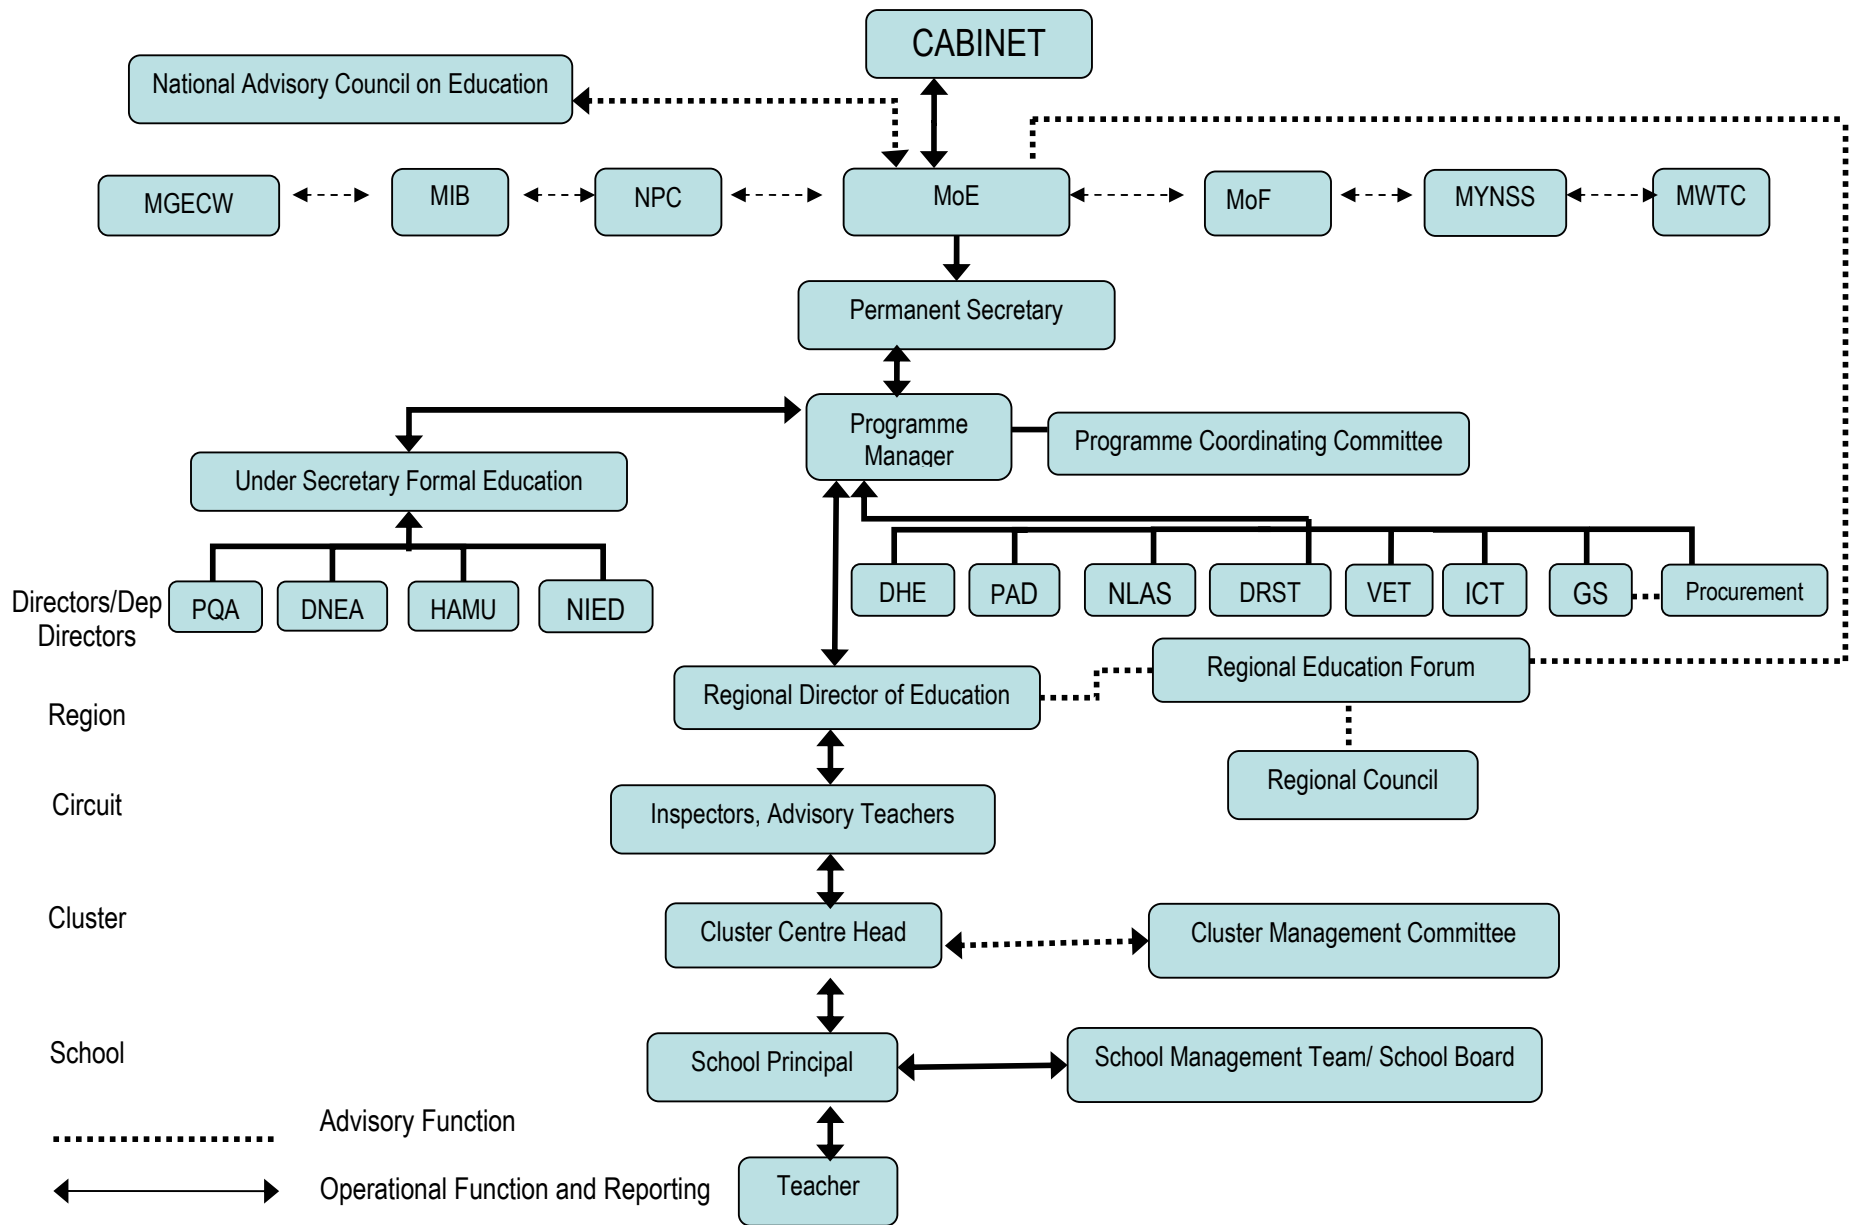 CABINET
National Advisory Council on Education
MGECW
MIB
NPC
MoE
MoF
MYNSS
MWTC
Permanent Secretary
Programme
Manager
Programme Coordinating Committee
Under Secretary Formal Education
Directors/Dep
Directors
PQA
DNEA
HAMU
NIED
DHE
PAD
NLAS
DRST
VET
ICT
GS
Procurement
Regional Education Forum
Regional Director of Education
Region
Regional Council
Circuit
Inspectors, Advisory Teachers
Cluster
Cluster Centre Head
Cluster Management Committee
School
School Principal
School Management Team/ School Board
Advisory Function
Teacher
Operational Function and Reporting